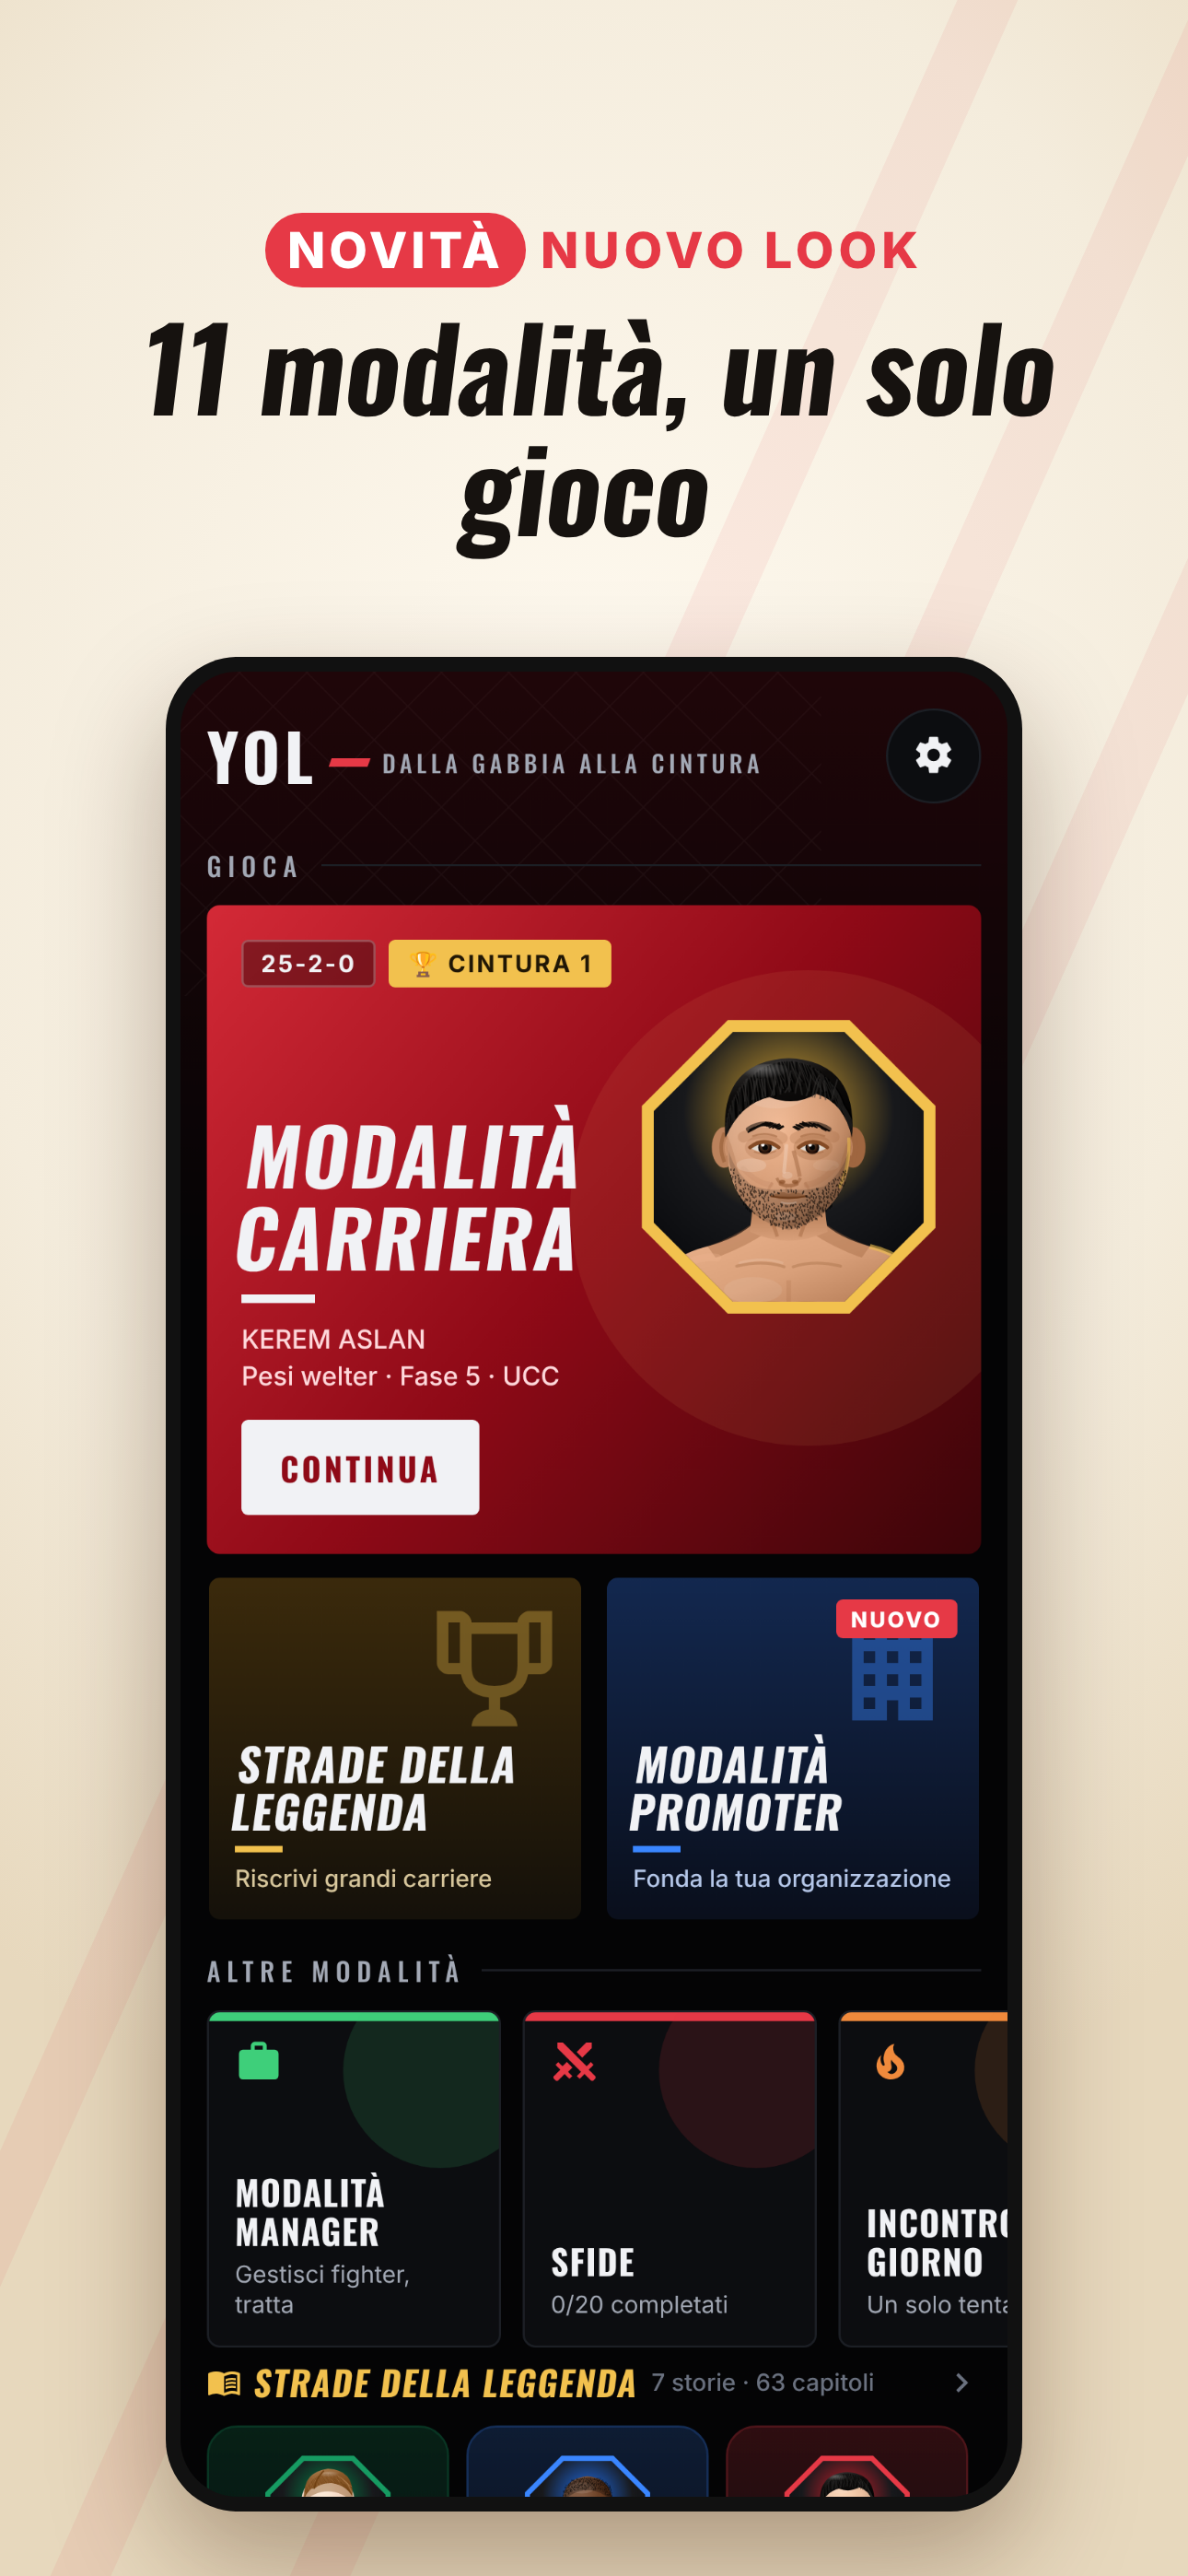 NOVITÀ NUOVO LOOK
11 modalità, un solo
gioco
YOL DALLA GABBIA ALLA CINTURA
GIOCA
25-2-0 CINTURA 1
MODALITÀ
CARRIERA
KEREM ASLAN
Pesi welter · Fase 5 · UCC
CONTINUA
NUOVO
STRADE DELLA
LEGGENDA
Riscrivi grandi carriere
MODALITÀ
PROMOTER
Fonda la tua organizzazione
ALTRE MODALITÀ
MODALITÀ
MANAGER
Gestisci fighter,
tratta
SFIDE
0/20 completati
GIORNO
Un solo
STRADE DELLA LEGGENDA 7 storie · 63 capitoli